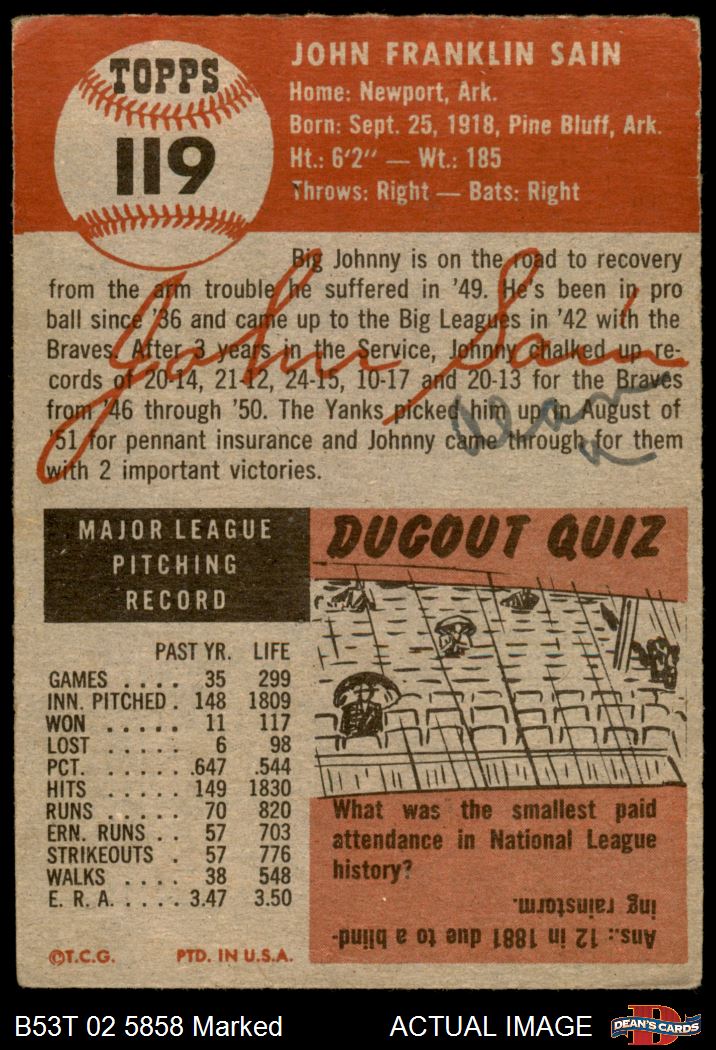 TOPPS
119
JOHN FRANKLIN SAIN
Home: Newport, Ark.
Born: Sept. 25, 1918, Pine Bluff, Ark.
Ht.: 6'2" — Wt.: 185
Throws: Right — Bats: Right
Big Johnny is on the road to recovery
from the arm trouble he suffered in '49. He's been in pro
ball since '36 and came up to the Big Leagues in '42 with the
Braves. After 3 years in the Service, Johnny chalked up re-
cords of 20-14, 21-12, 24-15, 10-17 and 20-13 for the Braves
from '46 through '50. The Yanks picked him up in August of
'51 for pennant insurance and Johnny came through for them
with 2 important victories.
John Sain
MAJOR LEAGUE
PITCHING
RECORD
PAST YR. LIFE
GAMES . . . . 35 299
INN. PITCHED . 148 1809
WON . . . . . 11 117
LOST . . . . . 6 98
PCT. . . . . . .647 .544
HITS . . . . . 149 1830
RUNS . . . . . 70 820
ERN. RUNS . . 57 703
STRIKEOUTS . 57 776
WALKS . . . . 38 548
E. R. A. . . . . . 3.47 3.50
©T.C.G. PTD. IN U.S.A.
DUGOUT QUIZ
What was the smallest paid
attendance in National League
history?
Ans.: 12 in 1881 due to a blind-
ing rainstorm.
B53T 02 5858 Marked
ACTUAL IMAGE
D
DEAN'S CARDS